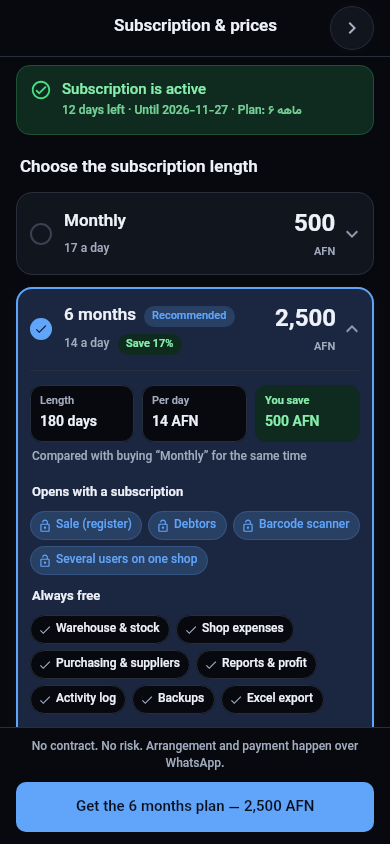 Subscription & prices
Subscription is active
12 days left · Until 2026-11-27 · Plan: ۶ ماهه
Choose the subscription length
Monthly
500
17 a day
AFN
6 months
Recommended
2,500
14 a day
Save 17%
AFN
Length
Per day
You save
180 days
14 AFN
500 AFN
Compared with buying “Monthly” for the same time
Opens with a subscription
Sale (register)
Debtors
Barcode scanner
Several users on one shop
Always free
Warehouse & stock
Shop expenses
Purchasing & suppliers
Reports & profit
Activity log
Backups
Excel export
No contract. No risk. Arrangement and payment happen over
WhatsApp.
Get the 6 months plan — 2,500 AFN